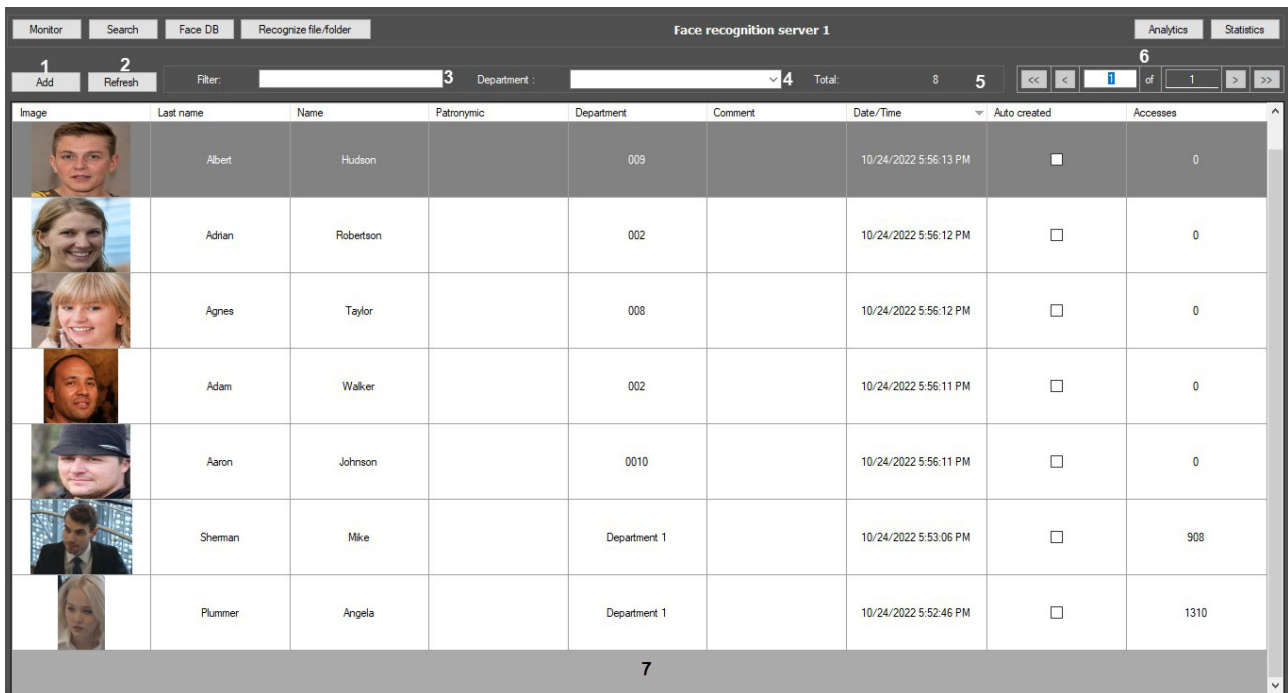 Monitor Search Face DB Recognize file/folder Face recognition server 1 Analytics Statistics
1 2 6
Add Refresh Filter: 3 Department : 4 Total: 8 5 << < 1 of 1 > >>
Image Last name Name Patronymic Department Comment Date/Time Auto created Accesses
Albert Hudson 009 10/24/2022 5:56:13 PM 0
Adrian Robertson 002 10/24/2022 5:56:12 PM 0
Agnes Taylor 008 10/24/2022 5:56:12 PM 0
Adam Walker 002 10/24/2022 5:56:11 PM 0
Aaron Johnson 0010 10/24/2022 5:56:11 PM 0
Sherman Mike Department 1 10/24/2022 5:53:06 PM 908
Plummer Angela Department 1 10/24/2022 5:52:46 PM 1310
7